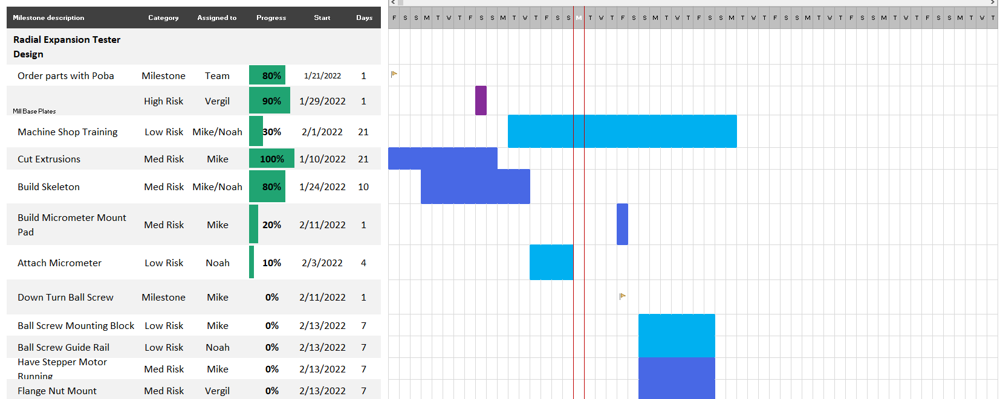 Milestone description Category Assigned to Progress Start Days F S S M T W T F S S M T W T F S S M T W T F S S M T W T F S S M T W T F S S M T W T F S S M T W T F S S M T W T
Radial Expansion Tester
Design
Order parts with Poba Milestone Team 80% 1/21/2022 1
High Risk Vergil 90% 1/29/2022 1
Mill Base Plates
Machine Shop Training Low Risk Mike/Noah 30% 2/1/2022 21
Cut Extrusions Med Risk Mike 100% 1/10/2022 21
Build Skeleton Med Risk Mike/Noah 80% 1/24/2022 10
Build Micrometer Mount
Pad Med Risk Mike 20% 2/11/2022 1
Attach Micrometer Low Risk Noah 10% 2/3/2022 4
Down Turn Ball Screw Milestone Mike 0% 2/11/2022 1
Ball Screw Mounting Block Low Risk Mike 0% 2/13/2022 7
Ball Screw Guide Rail Low Risk Noah 0% 2/13/2022 7
Have Stepper Motor
Running Med Risk Mike 0% 2/13/2022 7
Flange Nut Mount Med Risk Vergil 0% 2/13/2022 7